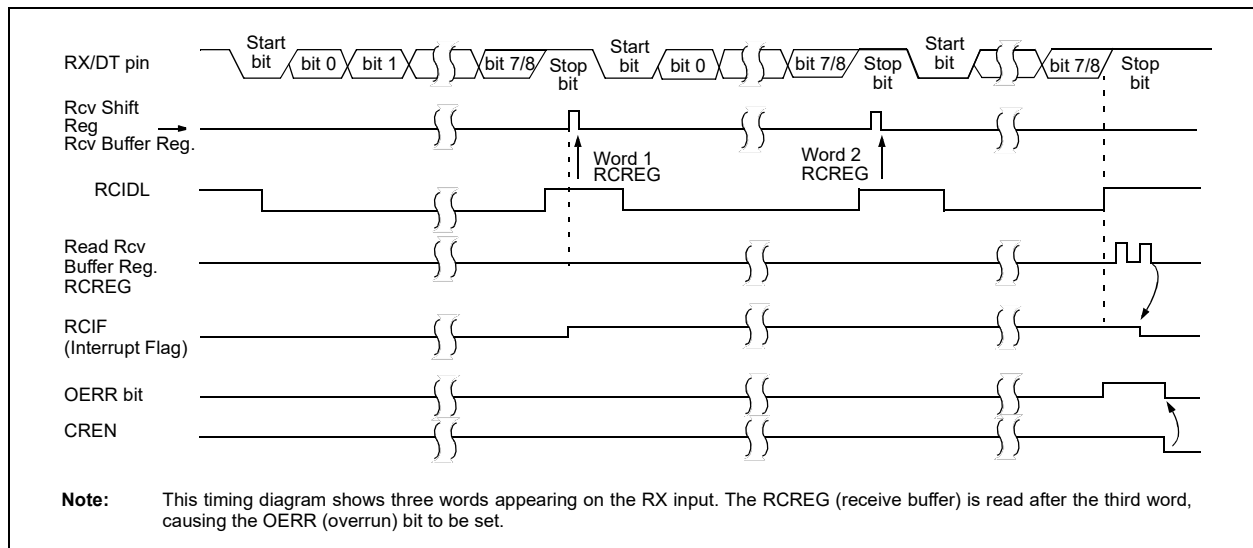 Start bit
bit 0
bit 1
bit 7/8
Stop bit
Start bit
bit 0
bit 7/8
Stop bit
Start bit
bit 7/8
Stop bit
RX/DT pin
Rcv Shift
Reg
Rcv Buffer Reg.
Word 1
RCREG
Word 2
RCREG
RCIDL
Read Rcv
Buffer Reg.
RCREG
RCIF
(Interrupt Flag)
OERR bit
CREN
Note: This timing diagram shows three words appearing on the RX input. The RCREG (receive buffer) is read after the third word,
causing the OERR (overrun) bit to be set.